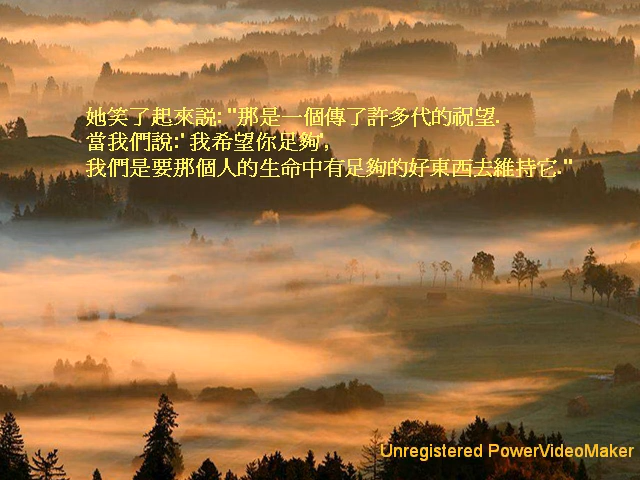 她笑了起來說: "那是一個傳了許多代的祝望.
當我們說:' 我希望你足夠',
我們是要那個人的生命中有足夠的好東西去維持它."
Unregistered PowerVideoMaker